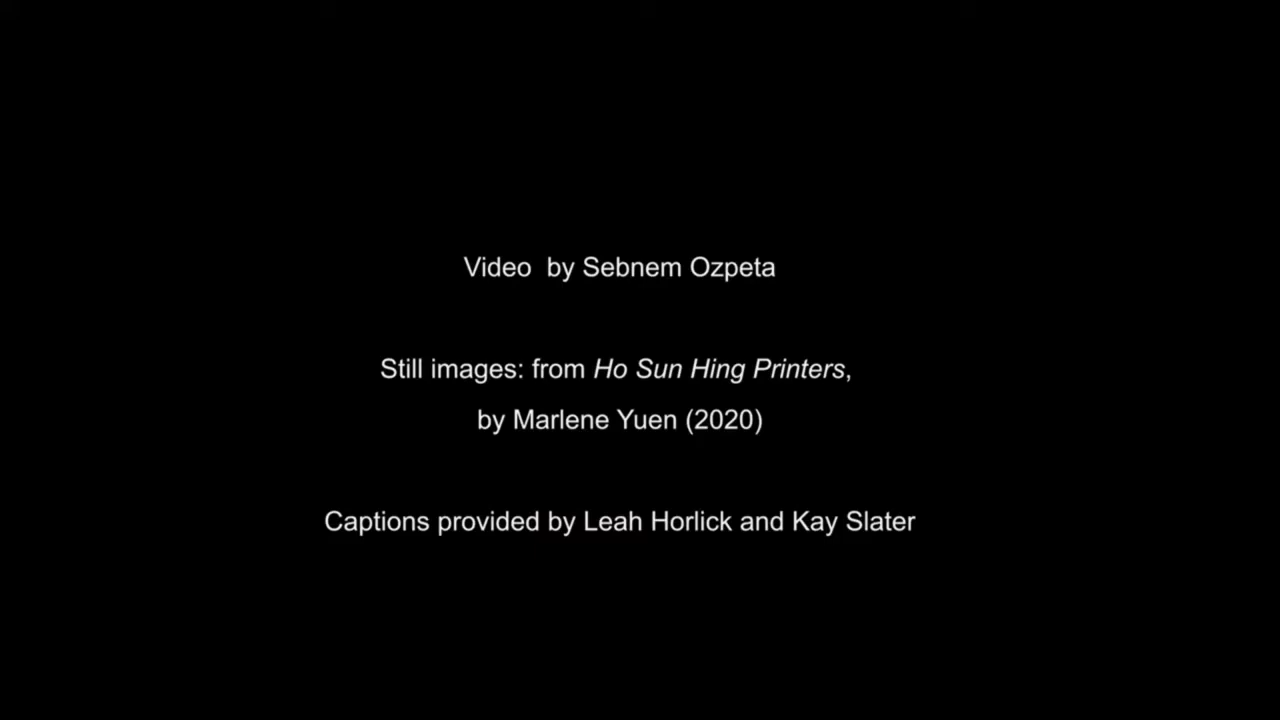 Video  by Sebnem Ozpeta
Still images: from Ho Sun Hing Printers,
by Marlene Yuen (2020)
Captions provided by Leah Horlick and Kay Slater